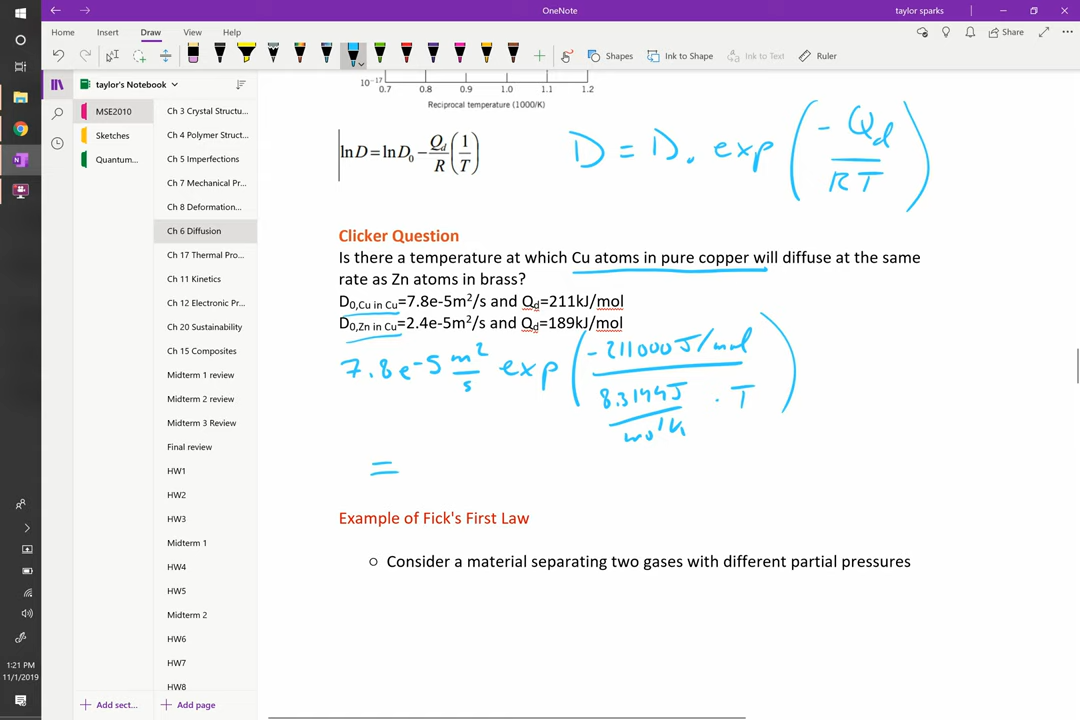 OneNote
taylor sparks
Home Insert Draw View Help
Share
Shapes
Ink to Shape
Ink to Text
Ruler
taylor's Notebook
MSE2010
Sketches
Quantum...
Ch 3 Crystal Structu...
Ch 4 Polymer Struct...
Ch 5 Imperfections
Ch 7 Mechanical Pr...
Ch 8 Deformation...
Ch 6 Diffusion
Ch 17 Thermal Pro...
Ch 11 Kinetics
Ch 12 Electronic Pr...
Ch 20 Sustainability
Ch 15 Composites
Midterm 1 review
Midterm 2 review
Midterm 3 Review
Final review
HW1
HW2
HW3
Midterm 1
HW4
HW5
Midterm 2
HW6
HW7
HW8
Add sect...
Add page
1:21 PM
11/1/2019
10⁻¹⁷
0.7 0.8 0.9 1.0 1.1 1.2
Reciprocal temperature (1000/K)
ln D = ln D₀ − Q_d/R (1/T)
D = D₀ exp (−Q_d / RT)
Clicker Question
Is there a temperature at which Cu atoms in pure copper will diffuse at the same
rate as Zn atoms in brass?
D₀,Cu in Cu=7.8e-5m²/s and Qd=211kJ/mol
D₀,Zn in Cu=2.4e-5m²/s and Qd=189kJ/mol
7.8e-5 m²/s exp (−211000 J/mol / 8.3144J/mol K · T)
=
Example of Fick's First Law
○ Consider a material separating two gases with different partial pressures